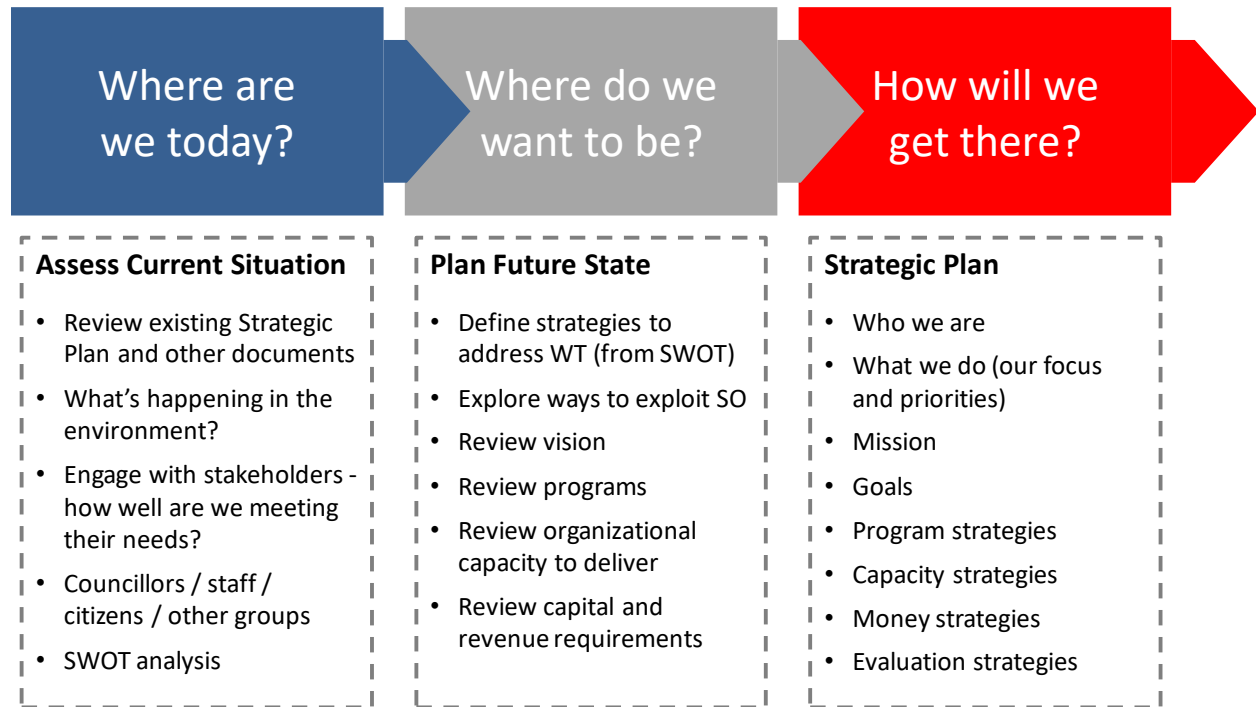 Where are
we today?
Where do we
want to be?
How will we
get there?
Assess Current Situation
• Review existing Strategic
Plan and other documents
• What's happening in the
environment?
• Engage with stakeholders -
how well are we meeting
their needs?
• Councillors / staff /
citizens / other groups
• SWOT analysis
Plan Future State
• Define strategies to
address WT (from SWOT)
• Explore ways to exploit SO
• Review vision
• Review programs
• Review organizational
capacity to deliver
• Review capital and
revenue requirements
Strategic Plan
• Who we are
• What we do (our focus
and priorities)
• Mission
• Goals
• Program strategies
• Capacity strategies
• Money strategies
• Evaluation strategies